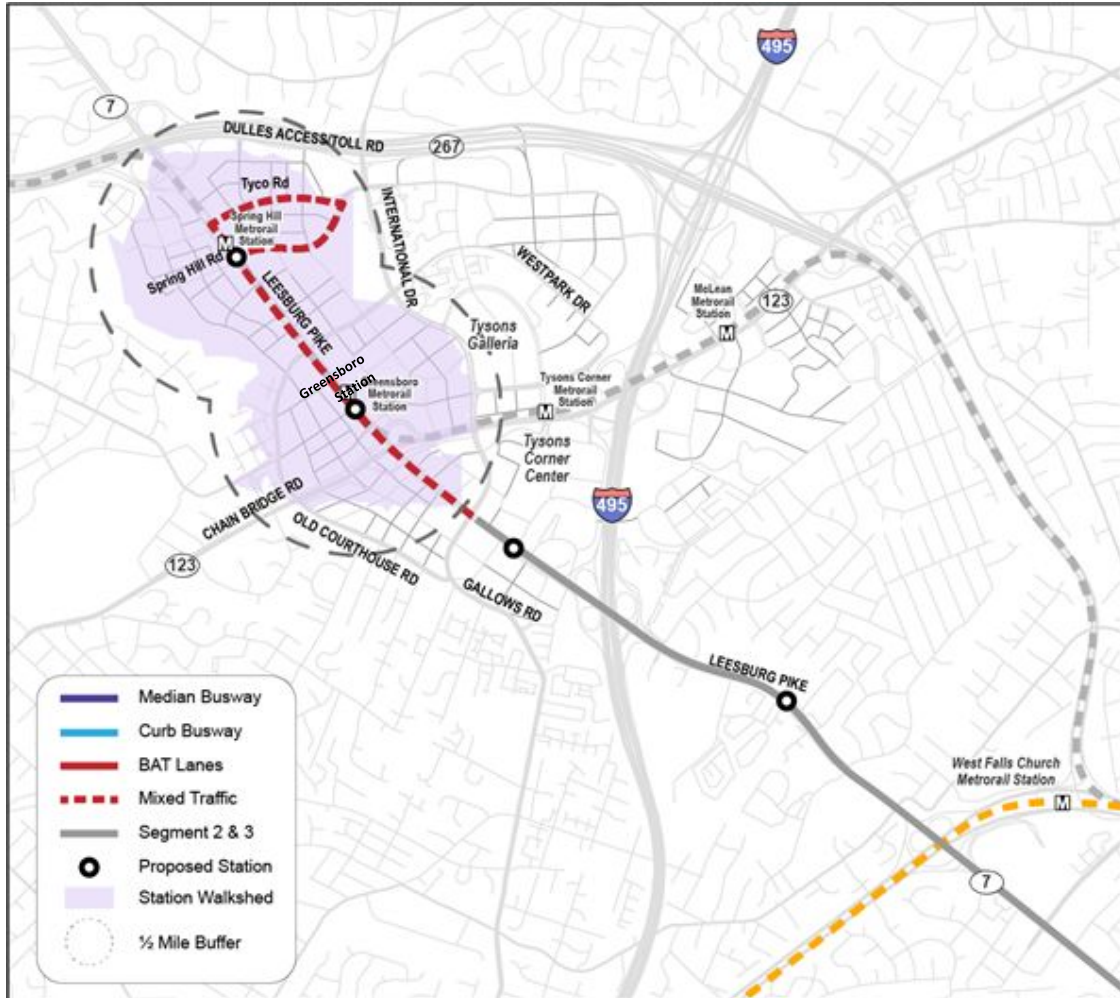 495
7
DULLES ACCESS/TOLL RD
267
Tyco Rd
Spring Hill
Metrorail
Station
M
Spring Hill Rd
INTERNATIONAL DR
WESTPARK DR
LEESBURG PIKE
McLean
Metrorail
Station
123
M
Tysons
Galleria
Greensboro
Station
Greensboro
Metrorail
Station
Tysons Corner
Metrorail
Station
M
Tysons
Corner
Center
495
CHAIN BRIDGE RD
123
OLD COURTHOUSE RD
GALLOWS RD
LEESBURG PIKE
West Falls Church
Metrorail Station
M
7
Median Busway
Curb Busway
BAT Lanes
Mixed Traffic
Segment 2 & 3
Proposed Station
Station Walkshed
½ Mile Buffer